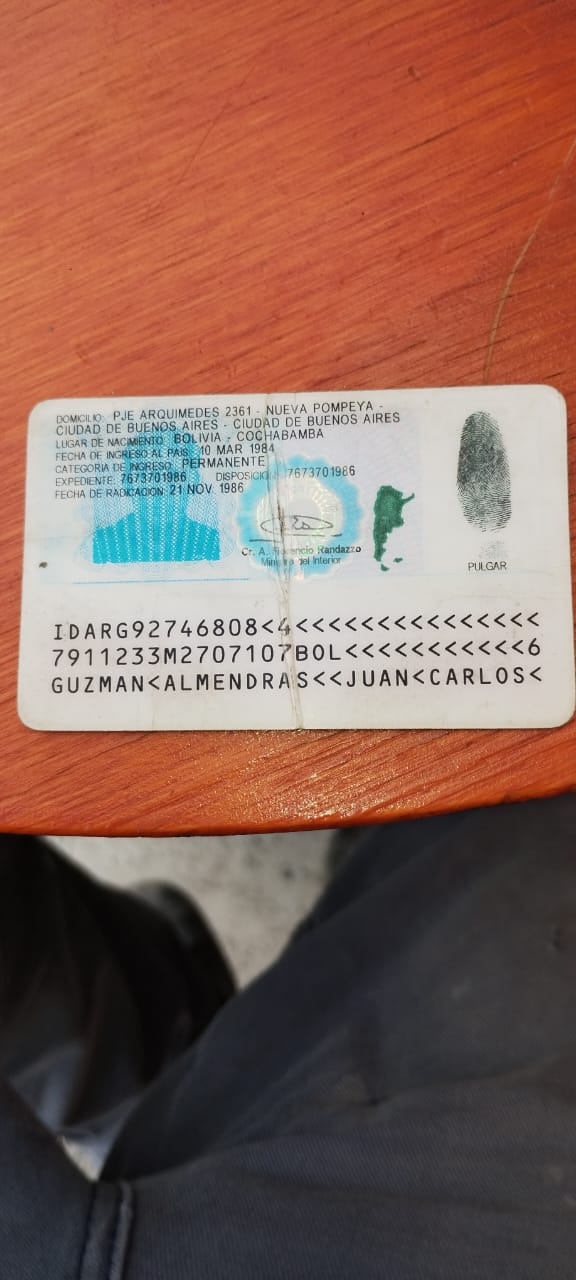 DOMICILIO: PJE ARQUIMEDES 2361 - NUEVA POMPEYA -
CIUDAD DE BUENOS AIRES - CIUDAD DE BUENOS AIRES
LUGAR DE NACIMIENTO: BOLIVIA - COCHABAMBA
FECHA DE INGRESO AL PAIS: 10 MAR 1984
CATEGORIA DE INGRESO: PERMANENTE
EXPEDIENTE: 7673701986 DISPOSICION: 7673701986
FECHA DE RADICACION: 21 NOV. 1986
Cr. A. Florencio Randazzo
Ministro del Interior
PULGAR
IDARG92746808<4<<<<<<<<<<<<<<<
7911233M2707107BOL<<<<<<<<<<<6
GUZMAN<ALMENDRAS<<JUAN<CARLOS<